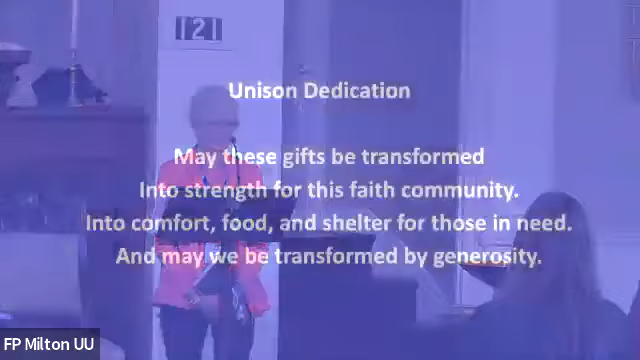 121
Unison Dedication
May these gifts be transformed
Into strength for this faith community.
Into comfort, food, and shelter for those in need.
And may we be transformed by generosity.
FP Milton UU